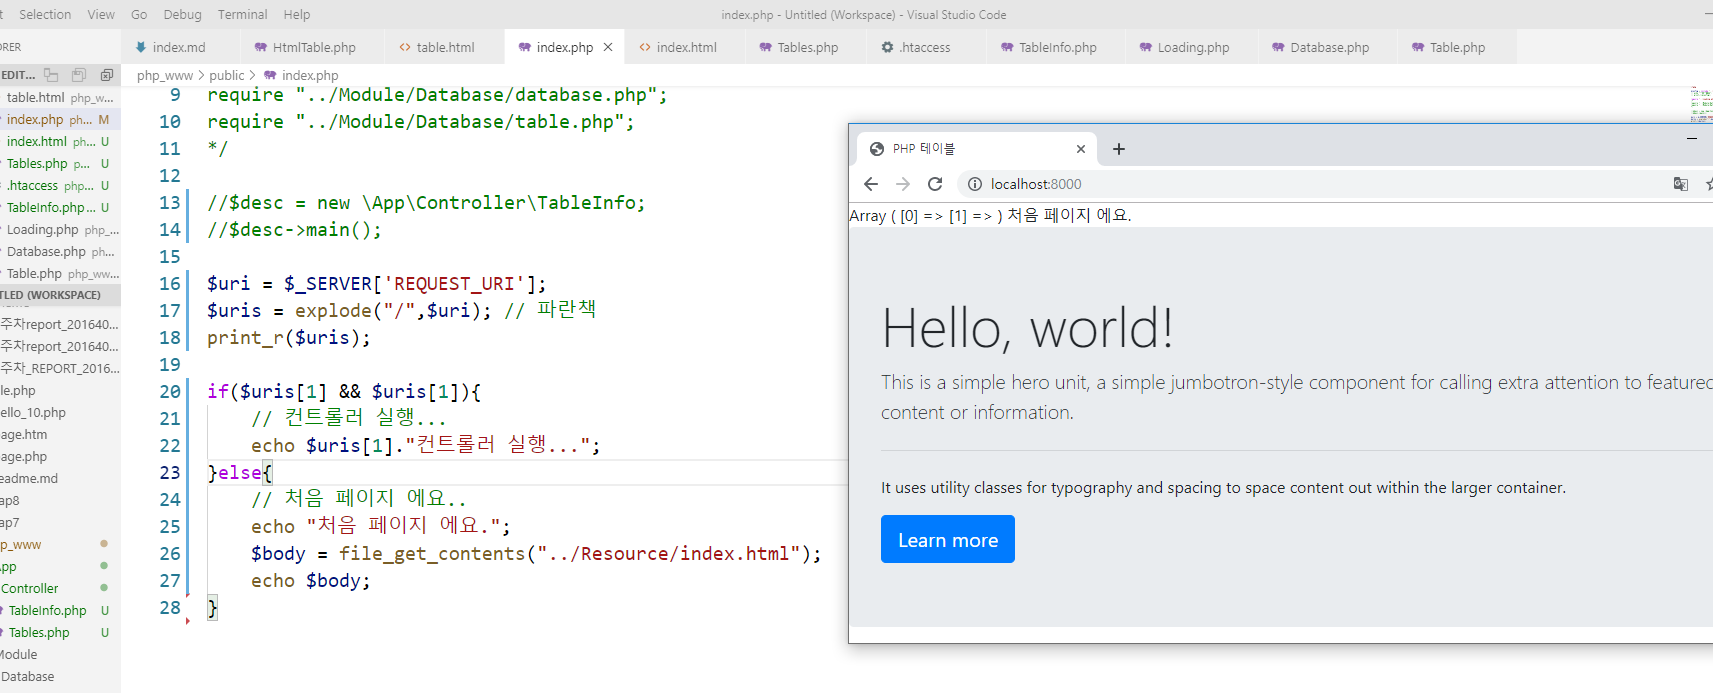 t Selection View Go Debug Terminal Help
index.php - Untitled (Workspace) - Visual Studio Code
ORER
index.md HtmlTable.php table.html index.php index.html Tables.php .htaccess TableInfo.php Loading.php Database.php Table.php
EDIT...
php_www > public > index.php
table.html php_w...
index.php ph... M
index.html ph... U
Tables.php p... U
.htaccess php... U
TableInfo.php... U
Loading.php php_...
Database.php ph...
Table.php php_ww...
TLED (WORKSPACE)
주차report_201640...
주차report_201640...
주차_REPORT_2016...
le.php
ello_10.php
age.htm
age.php
eadme.md
ap8
ap7
p_www
pp
Controller
TableInfo.php U
Tables.php U
Module
Database
9 require "../Module/Database/database.php";
10 require "../Module/Database/table.php";
11 */
12
13 //$desc = new \App\Controller\TableInfo;
14 //$desc->main();
15
16 $uri = $_SERVER['REQUEST_URI'];
17 $uris = explode("/",$uri); // 파란책
18 print_r($uris);
19
20 if($uris[1] && $uris[1]){
21 // 컨트롤러 실행...
22 echo $uris[1]."컨트롤러 실행...";
23 }else{
24 // 처음 페이지 에요..
25 echo "처음 페이지 에요.";
26 $body = file_get_contents("../Resource/index.html");
27 echo $body;
28 }
PHP 테이블
localhost:8000
Array ( [0] => [1] => ) 처음 페이지 에요.
Hello, world!
This is a simple hero unit, a simple jumbotron-style component for calling extra attention to featured
content or information.
It uses utility classes for typography and spacing to space content out within the larger container.
Learn more